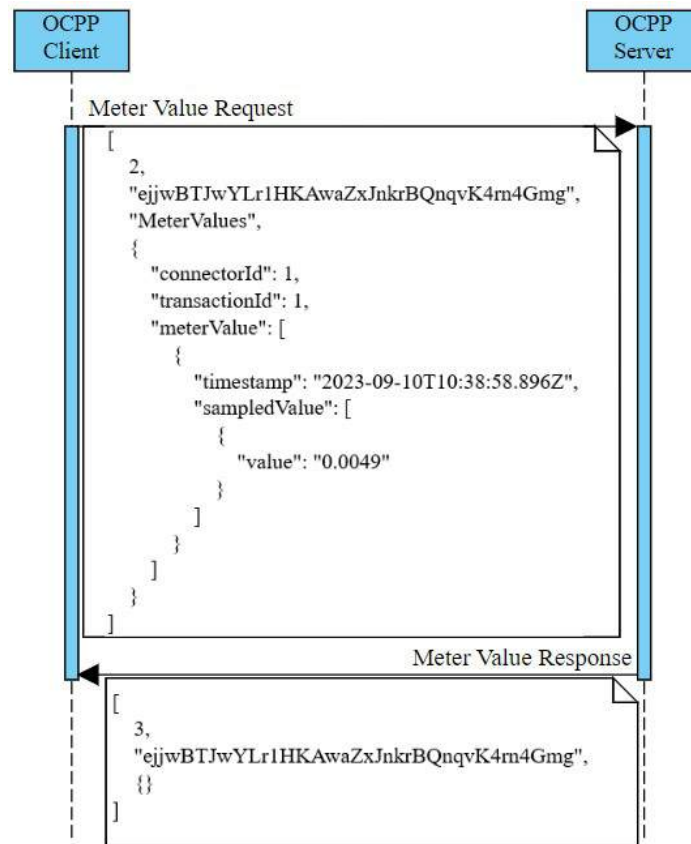 OCPP
Client
OCPP
Server
Meter Value Request
[
2,
"ejjwBTJwYLr1HKAwaZxJnkrBQnqvK4rn4Gmg",
"MeterValues",
{
"connectorId": 1,
"transactionId": 1,
"meterValue": [
{
"timestamp": "2023-09-10T10:38:58.896Z",
"sampledValue": [
{
"value": "0.0049"
}
]
}
]
}
]
Meter Value Response
[
3,
"ejjwBTJwYLr1HKAwaZxJnkrBQnqvK4rn4Gmg",
{}
]